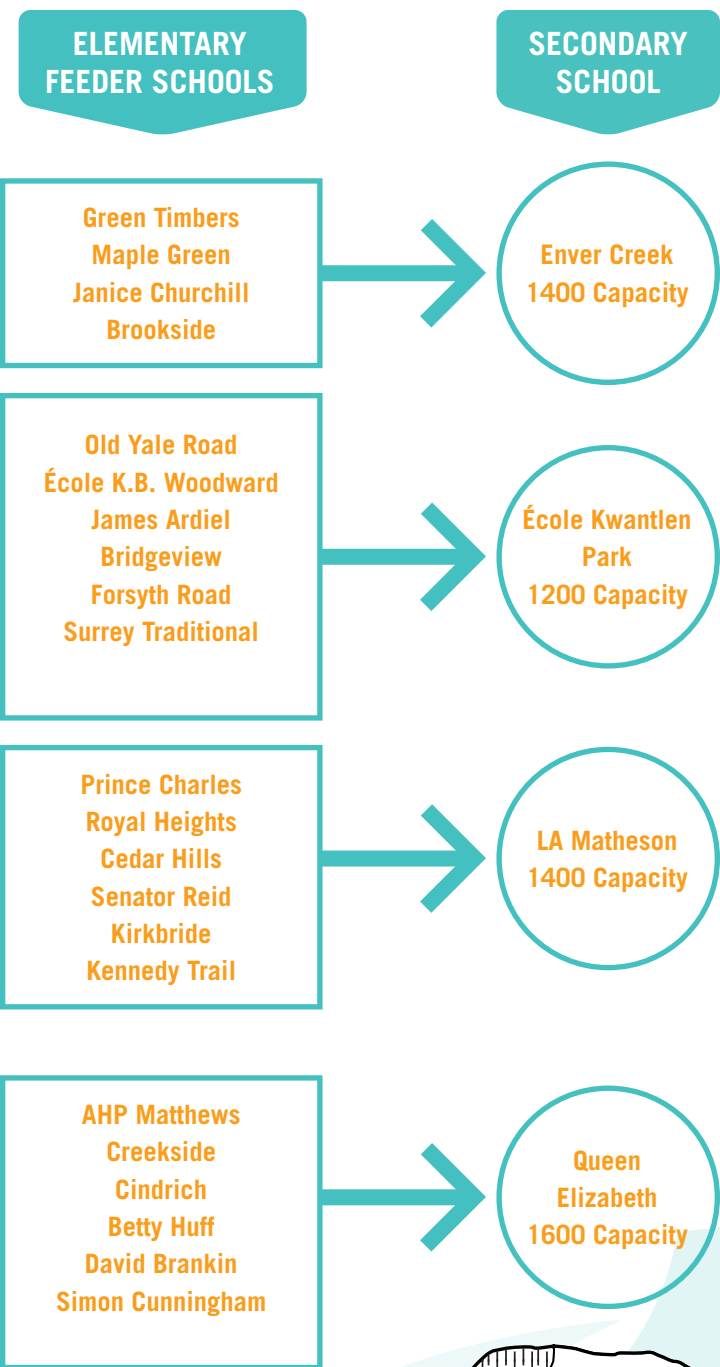 ELEMENTARY
FEEDER SCHOOLS
SECONDARY
SCHOOL
Green Timbers
Maple Green
Janice Churchill
Brookside
Enver Creek
1400 Capacity
Old Yale Road
École K.B. Woodward
James Ardiel
Bridgeview
Forsyth Road
Surrey Traditional
École Kwantlen
Park
1200 Capacity
Prince Charles
Royal Heights
Cedar Hills
Senator Reid
Kirkbride
Kennedy Trail
LA Matheson
1400 Capacity
AHP Matthews
Creekside
Cindrich
Betty Huff
David Brankin
Simon Cunningham
Queen
Elizabeth
1600 Capacity